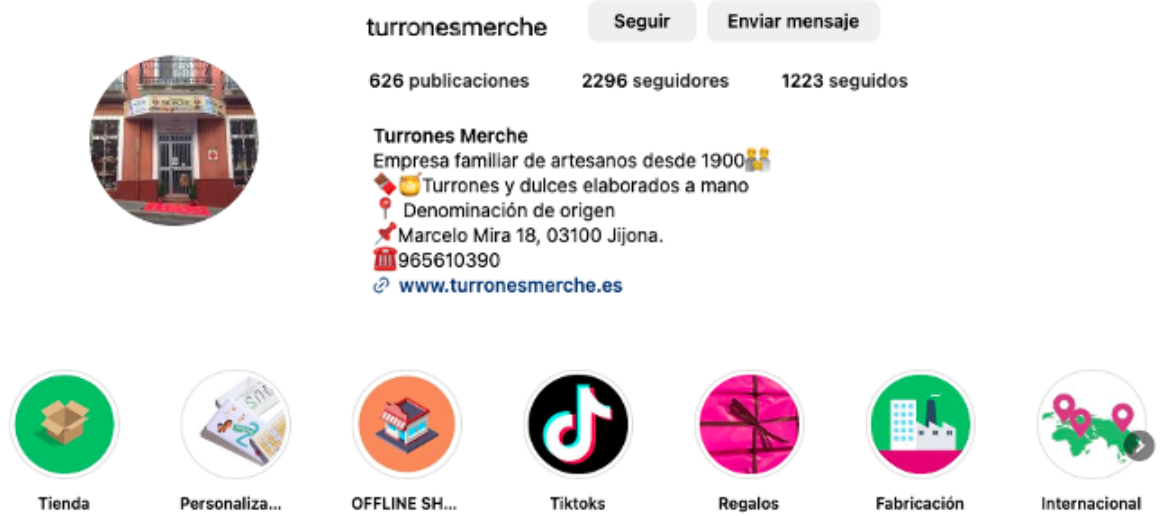 turronesmerche
Seguir
Enviar mensaje
626 publicaciones
2296 seguidores
1223 seguidos
Turrones Merche
Empresa familiar de artesanos desde 1900
Turrones y dulces elaborados a mano
Denominación de origen
Marcelo Mira 18, 03100 Jijona.
965610390
www.turronesmerche.es
Tienda
Personaliza...
OFFLINE SH...
Tiktoks
Regalos
Fabricación
Internacional